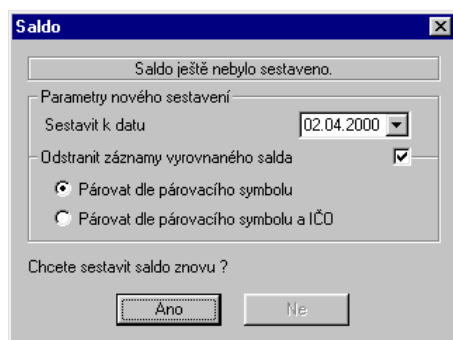 Saldo
Saldo ještě nebylo sestaveno.
Parametry nového sestavení
Sestavit k datu 02.04.2000
Odstranit záznamy vyrovnaného salda
Párovat dle párovacího symbolu
Párovat dle párovacího symbolu a IČO
Chcete sestavit saldo znovu ?
Ano Ne